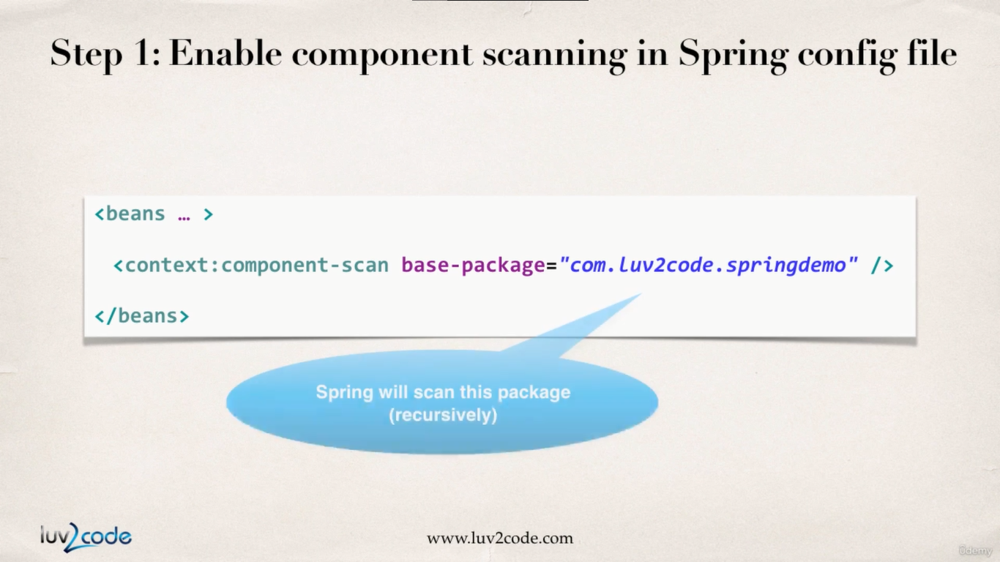 Step 1: Enable component scanning in Spring config file
<beans … >
<context:component-scan base-package="com.luv2code.springdemo" />
</beans>
Spring will scan this package
(recursively)
luv2code
www.luv2code.com
ûdemy